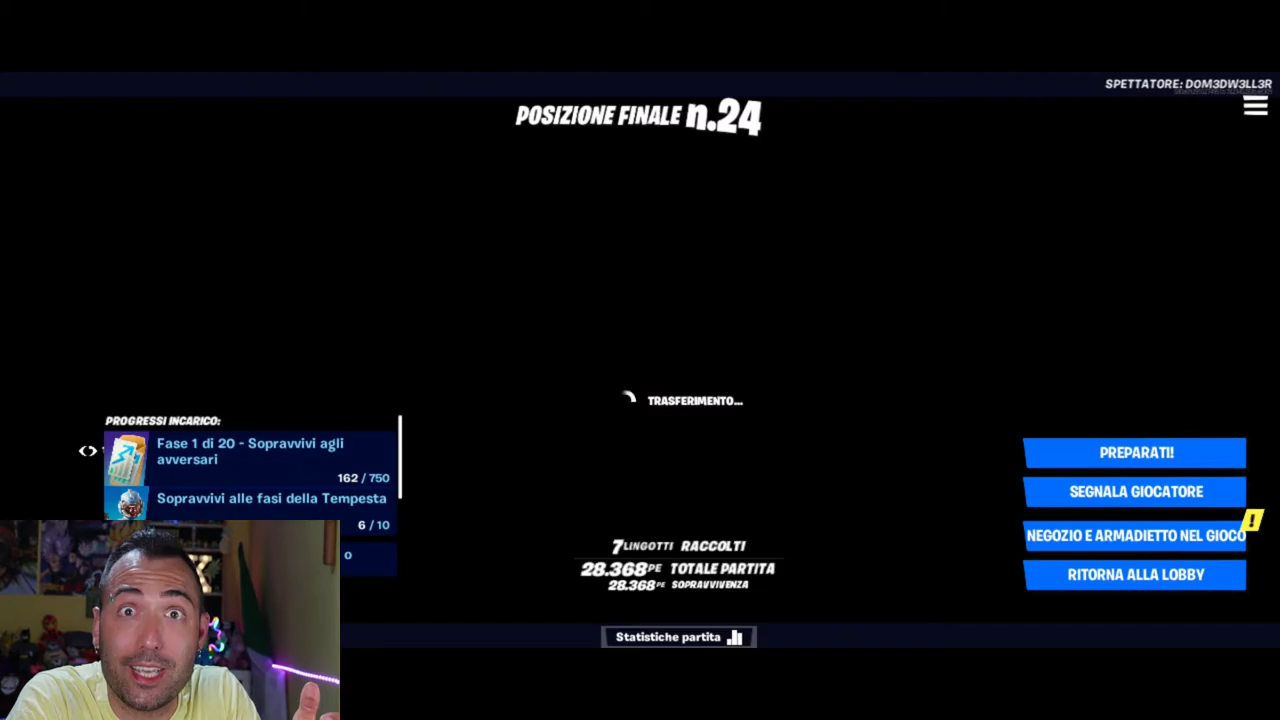 SPETTATORE: DOM3DW3LL3R
POSIZIONE FINALE n.24
TRASFERIMENTO...
PROGRESSI INCARICO:
Fase 1 di 20 - Sopravvivi agli
avversari
162 / 750
Sopravvivi alle fasi della Tempesta
6 / 10
0
PREPARATI!
SEGNALA GIOCATORE
NEGOZIO E ARMADIETTO NEL GIOCO
!
RITORNA ALLA LOBBY
7 LINGOTTI RACCOLTI
28.368 PE TOTALE PARTITA
28.368 PE SOPRAVVIVENZA
Statistiche partita